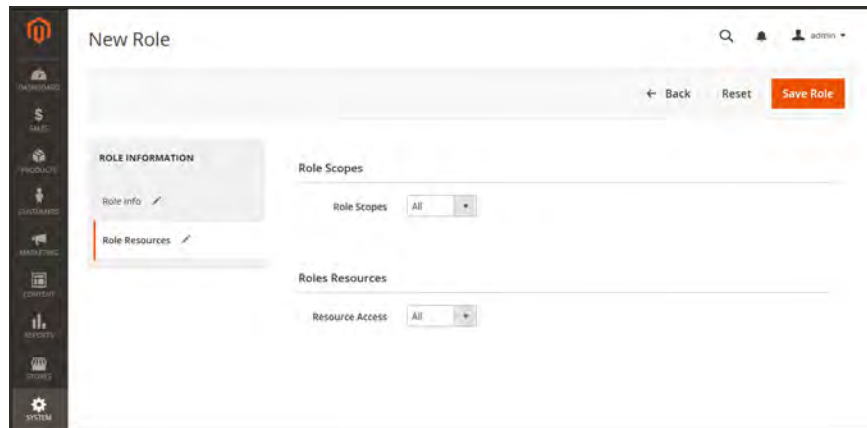 New Role
admin
DASHBOARD
← Back
Reset
Save Role
$
SALES
PRODUCTS
ROLE INFORMATION
Role Scopes
Role Info
Role Scopes
All
CUSTOMERS
Role Resources
MARKETING
Roles Resources
CONTENT
Resource Access
All
REPORTS
STORES
SYSTEM